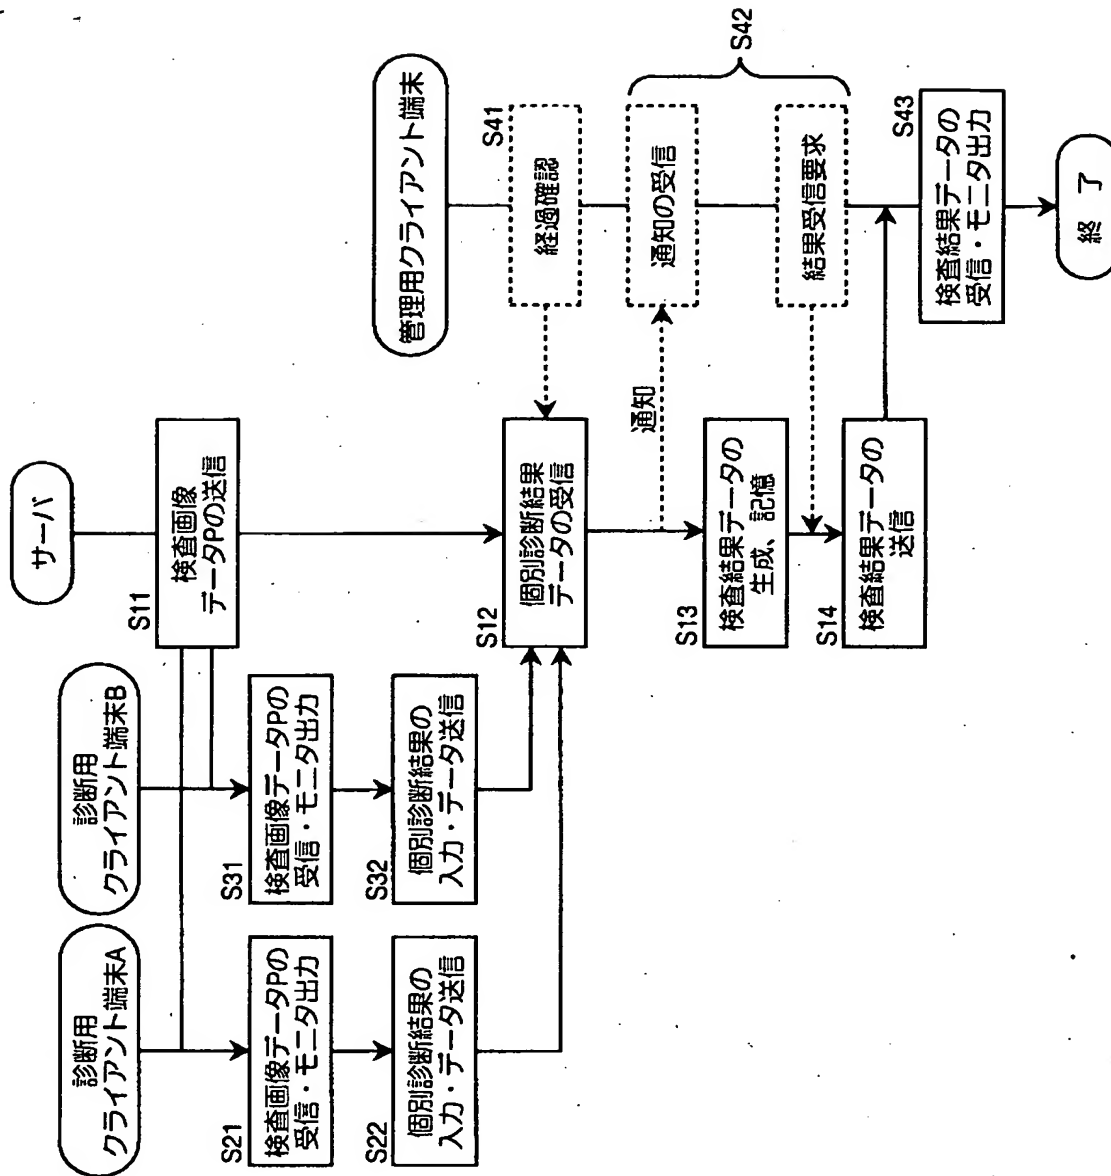 診断用
クライアント端末A
診断用
クライアント端末B
サーバ
管理用クライアント端末
S11
検査画像
データPの送信
S21
検査画像データPの
受信・モニタ出力
S31
検査画像データPの
受信・モニタ出力
S22
個別診断結果の
入力・データ送信
S32
個別診断結果の
入力・データ送信
S12
個別診断結果
データの受信
S41
経過確認
通知
通知の受信
S42
S13
検査結果データの
生成、記憶
結果受信要求
S14
検査結果データの
送信
S43
検査結果データの
受信・モニタ出力
終 了